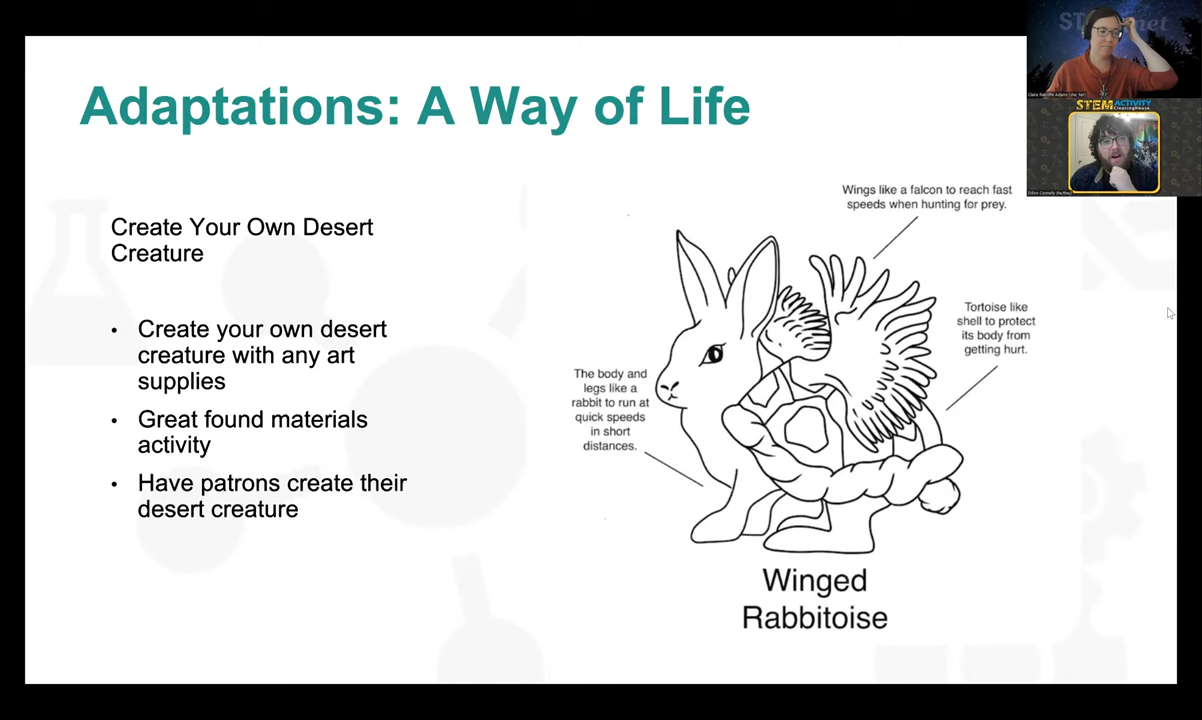 Adaptations: A Way of Life
Create Your Own Desert
Creature
• Create your own desert
creature with any art
supplies
• Great found materials
activity
• Have patrons create their
desert creature
Wings like a falcon to reach fast
speeds when hunting for prey.
Tortoise like
shell to protect
its body from
getting hurt.
The body and
legs like a
rabbit to run at
quick speeds
in short
distances.
Winged
Rabbitoise
STEM ACTIVITY
Clearinghouse